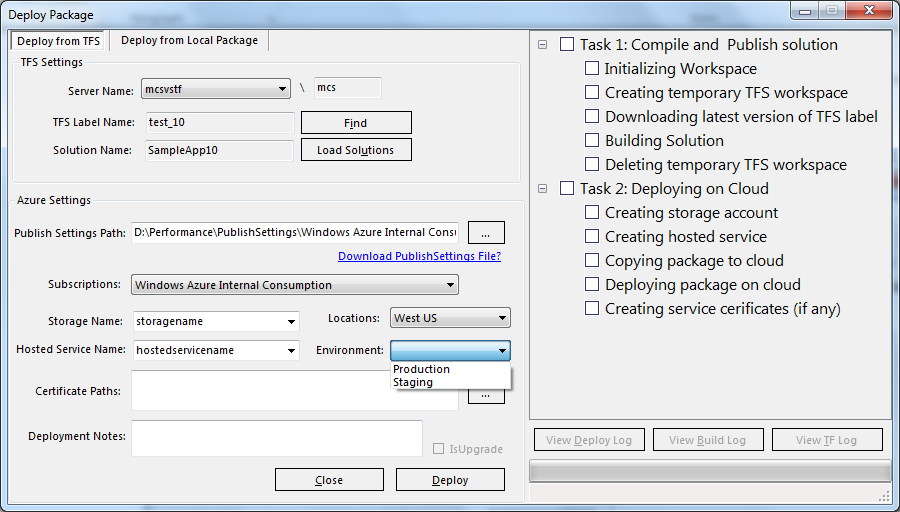 Deploy Package
Deploy from TFS
Deploy from Local Package
TFS Settings
Server Name:
mcsvstf
\
mcs
TFS Label Name:
test_10
Find
Solution Name:
SampleApp10
Load Solutions
Azure Settings
Publish Settings Path:
D:\Performance\PublishSettings\Windows Azure Internal Consu
...
Download PublishSettings File?
Subscriptions:
Windows Azure Internal Consumption
Storage Name:
storagename
Locations:
West US
Hosted Service Name:
hostedservicename
Environment:
Production
Staging
Certificate Paths:
...
Deployment Notes:
IsUpgrade
Close
Deploy
Task 1: Compile and Publish solution
Initializing Workspace
Creating temporary TFS workspace
Downloading latest version of TFS label
Building Solution
Deleting temporary TFS workspace
Task 2: Deploying on Cloud
Creating storage account
Creating hosted service
Copying package to cloud
Deploying package on cloud
Creating service cerificates (if any)
View Deploy Log
View Build Log
View TF Log